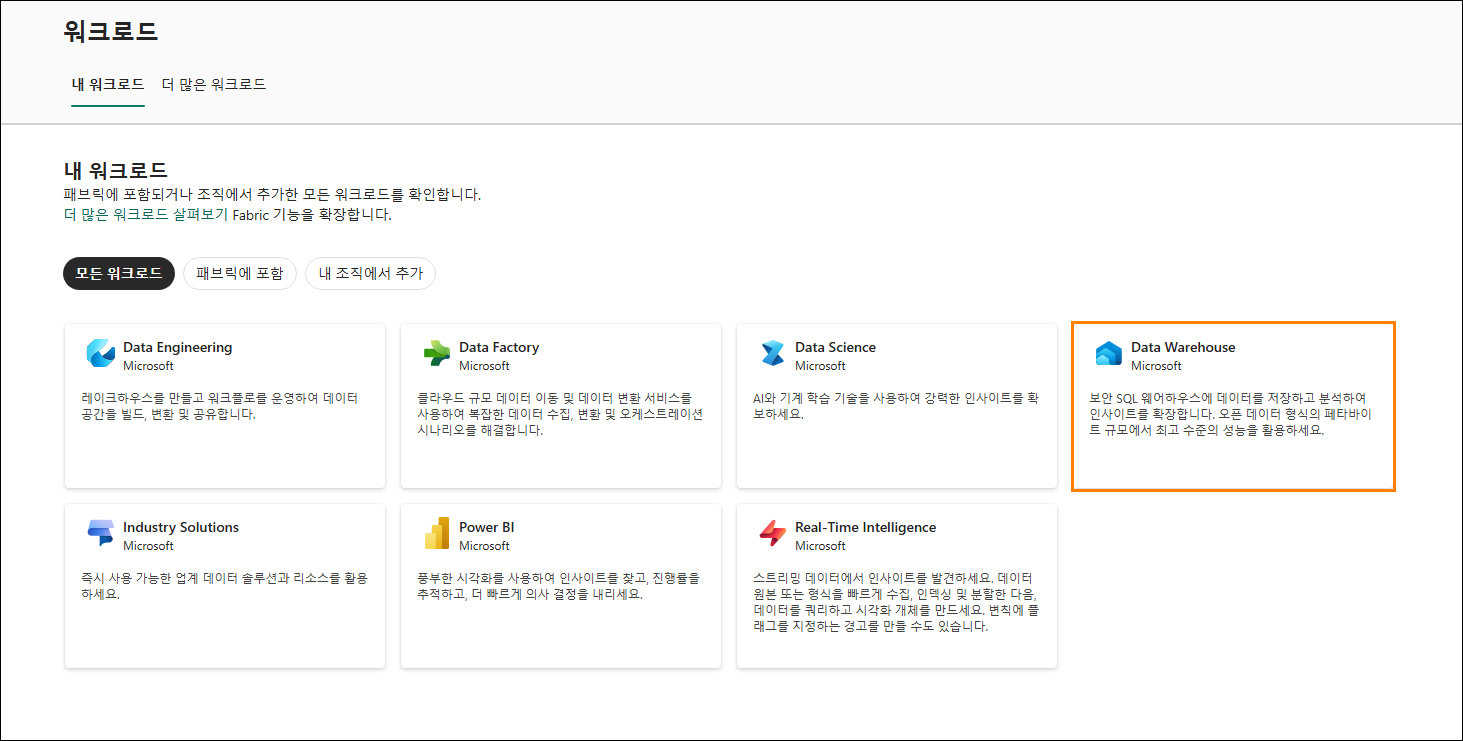 워크로드
내 워크로드 더 많은 워크로드
내 워크로드
패브릭에 포함되거나 조직에서 추가한 모든 워크로드를 확인합니다.
더 많은 워크로드 살펴보기 Fabric 기능을 확장합니다.
모든 워크로드 패브릭에 포함 내 조직에서 추가
Data Engineering
Microsoft
레이크하우스를 만들고 워크플로를 운영하여 데이터
공간을 빌드, 변환 및 공유합니다.
Data Factory
Microsoft
클라우드 규모 데이터 이동 및 데이터 변환 서비스를
사용하여 복잡한 데이터 수집, 변환 및 오케스트레이션
시나리오를 해결합니다.
Data Science
Microsoft
AI와 기계 학습 기술을 사용하여 강력한 인사이트를 확
보하세요.
Data Warehouse
Microsoft
보안 SQL 웨어하우스에 데이터를 저장하고 분석하여
인사이트를 확장합니다. 오픈 데이터 형식의 페타바이
트 규모에서 최고 수준의 성능을 활용하세요.
Industry Solutions
Microsoft
즉시 사용 가능한 업계 데이터 솔루션과 리소스를 활용
하세요.
Power BI
Microsoft
풍부한 시각화를 사용하여 인사이트를 찾고, 진행률을
추적하고, 더 빠르게 의사 결정을 내리세요.
Real-Time Intelligence
Microsoft
스트리밍 데이터에서 인사이트를 발견하세요. 데이터
원본 또는 형식을 빠르게 수집, 인덱싱 및 분할한 다음,
데이터를 쿼리하고 시각화 개체를 만드세요. 변칙에 플
래그를 지정하는 경고를 만들 수도 있습니다.